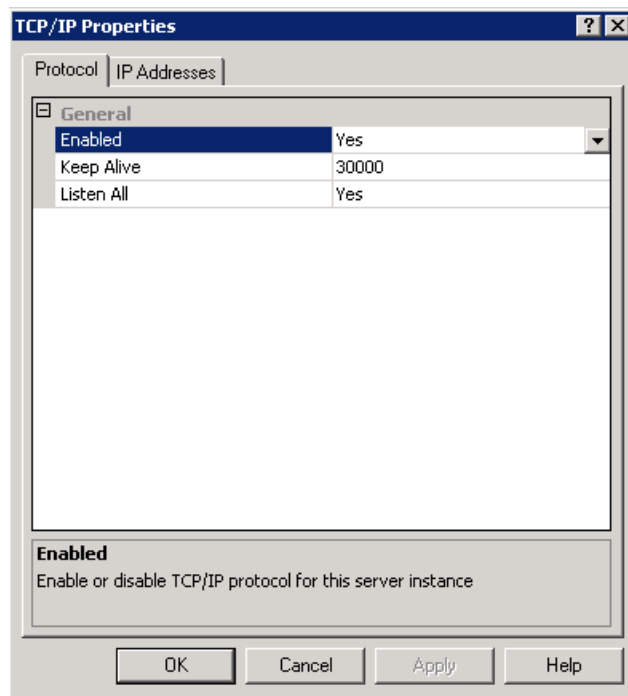 TCP/IP Properties
Protocol IP Addresses
General
Enabled Yes
Keep Alive 30000
Listen All Yes
Enabled
Enable or disable TCP/IP protocol for this server instance
OK Cancel Apply Help